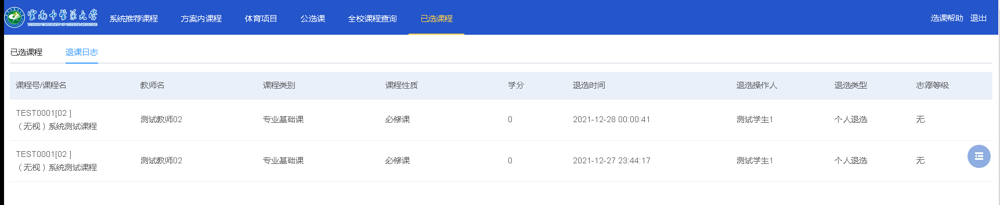 雲南中医药大学
YUNNAN UNIVERSITY OF CHINESE MEDICINE
系统推荐课程 方案内课程 体育项目 公选课 全校课程查询 已选课程 选课帮助 退出
已选课程 退课日志
课程号/课程名 教师名 课程类别 课程性质 学分 退选时间 退选操作人 退选类型 志愿等级
TEST0001[02 ]
（无视）系统测试课程 测试教师02 专业基础课 必修课 0 2021-12-28 00:00:41 测试学生1 个人退选 无
TEST0001[02 ]
（无视）系统测试课程 测试教师02 专业基础课 必修课 0 2021-12-27 23:44:17 测试学生1 个人退选 无